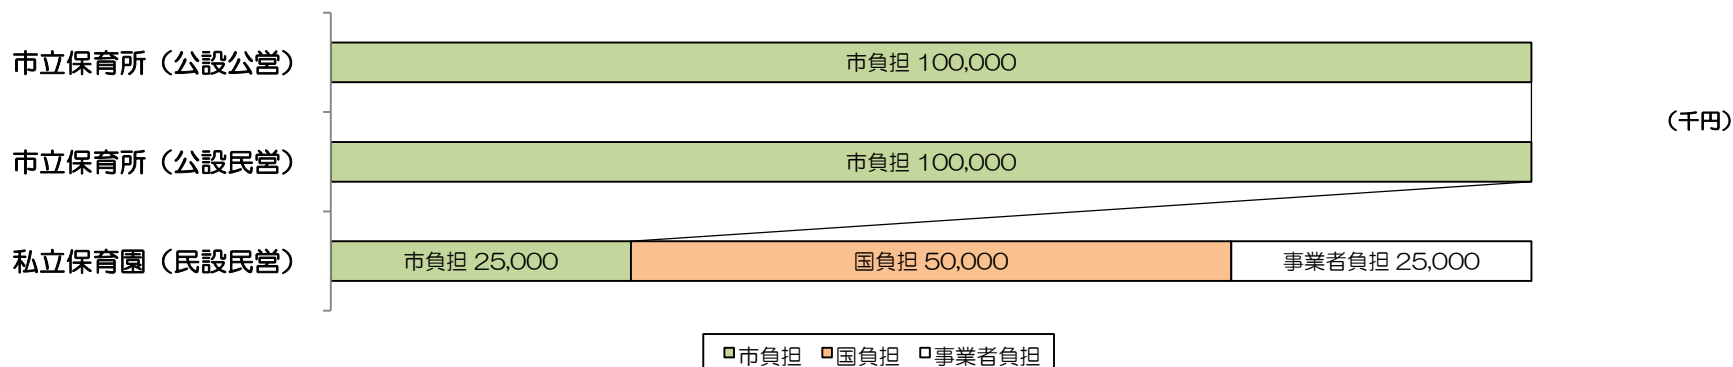 市立保育所（公設公営）
市負担 100,000
（千円）
市立保育所（公設民営）
市負担 100,000
私立保育園（民設民営）
市負担 25,000
国負担 50,000
事業者負担 25,000
市負担 国負担 事業者負担